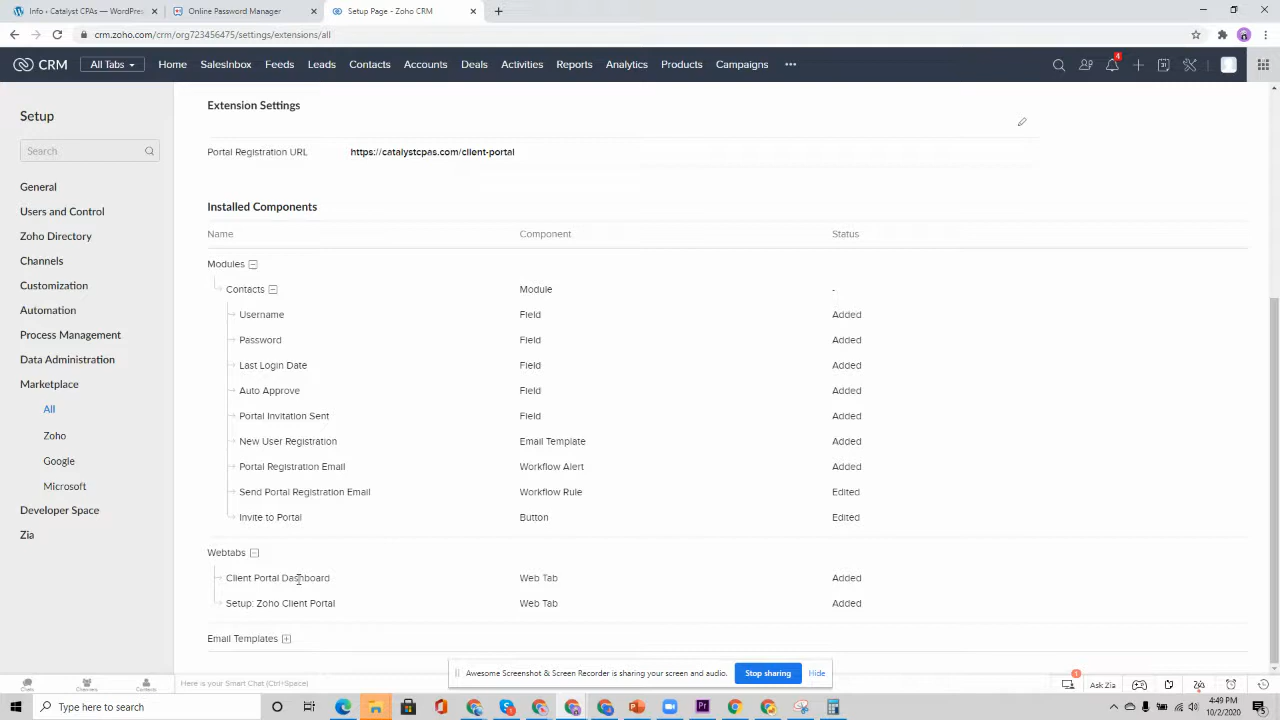 Info ‹ Catalyst CPAs — WordPres
Online Password Manager
Setup Page - Zoho CRM
crm.zoho.com/crm/org723456475/settings/extensions/all
CRM
All Tabs
Home
SalesInbox
Feeds
Leads
Contacts
Accounts
Deals
Activities
Reports
Analytics
Products
Campaigns
4
Setup
Search
General
Users and Control
Zoho Directory
Channels
Customization
Automation
Process Management
Data Administration
Marketplace
All
Zoho
Google
Microsoft
Developer Space
Zia
Extension Settings
Portal Registration URL https://catalystcpas.com/client-portal
Installed Components
Name Component Status
Modules
Contacts Module -
Username Field Added
Password Field Added
Last Login Date Field Added
Auto Approve Field Added
Portal Invitation Sent Field Added
New User Registration Email Template Added
Portal Registration Email Workflow Alert Added
Send Portal Registration Email Workflow Rule Edited
Invite to Portal Button Edited
Webtabs
Client Portal Dashboard Web Tab Added
Setup: Zoho Client Portal Web Tab Added
Email Templates
Awesome Screenshot & Screen Recorder is sharing your screen and audio.
Stop sharing
Hide
Chats
Channels
Contacts
Here is your Smart Chat (Ctrl+Space)
1
Ask Zia
Type here to search
4:49 PM
10/2/2020